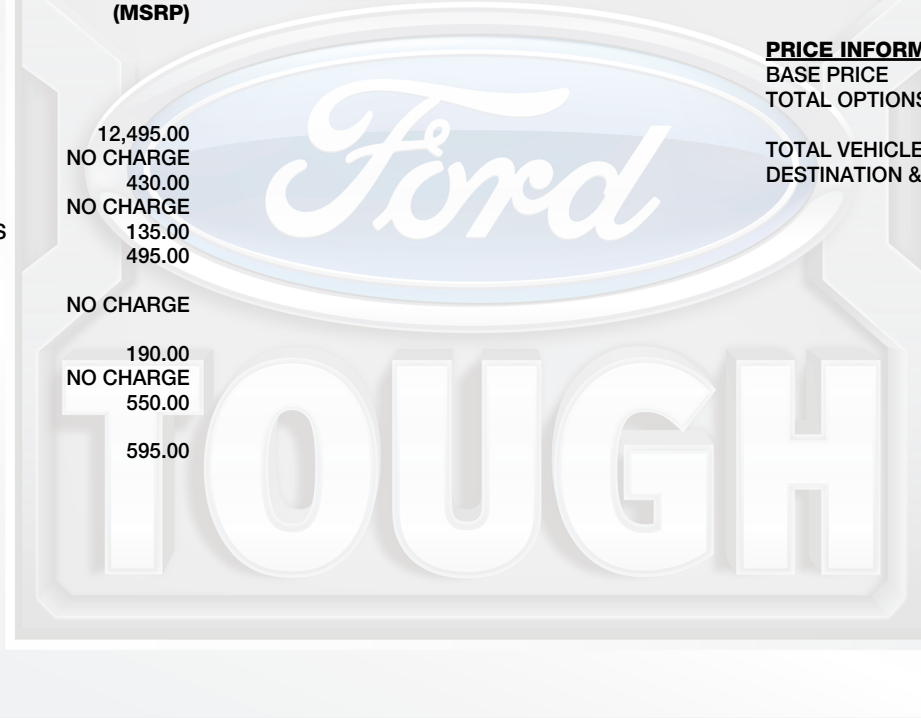 (MSRP)
12,495.00
NO CHARGE
430.00
NO CHARGE
S 135.00
495.00
NO CHARGE
190.00
NO CHARGE
550.00
595.00
PRICE INFORM
BASE PRICE
TOTAL OPTIONS
TOTAL VEHICLE
DESTINATION &
Ford
TOUGH